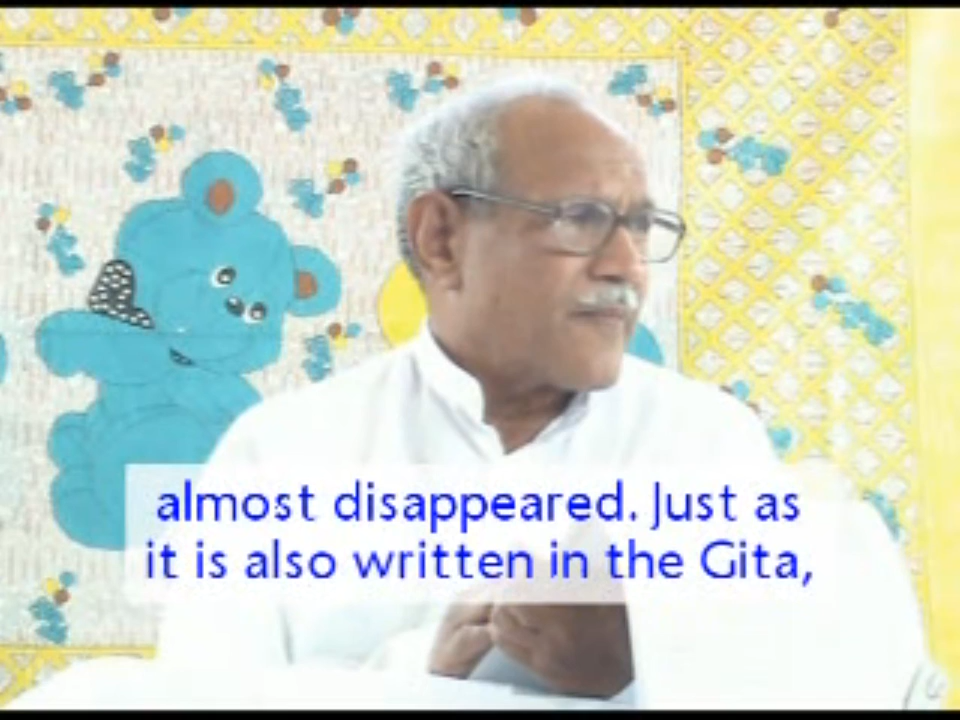 almost disappeared. Just as
it is also written in the Gita,